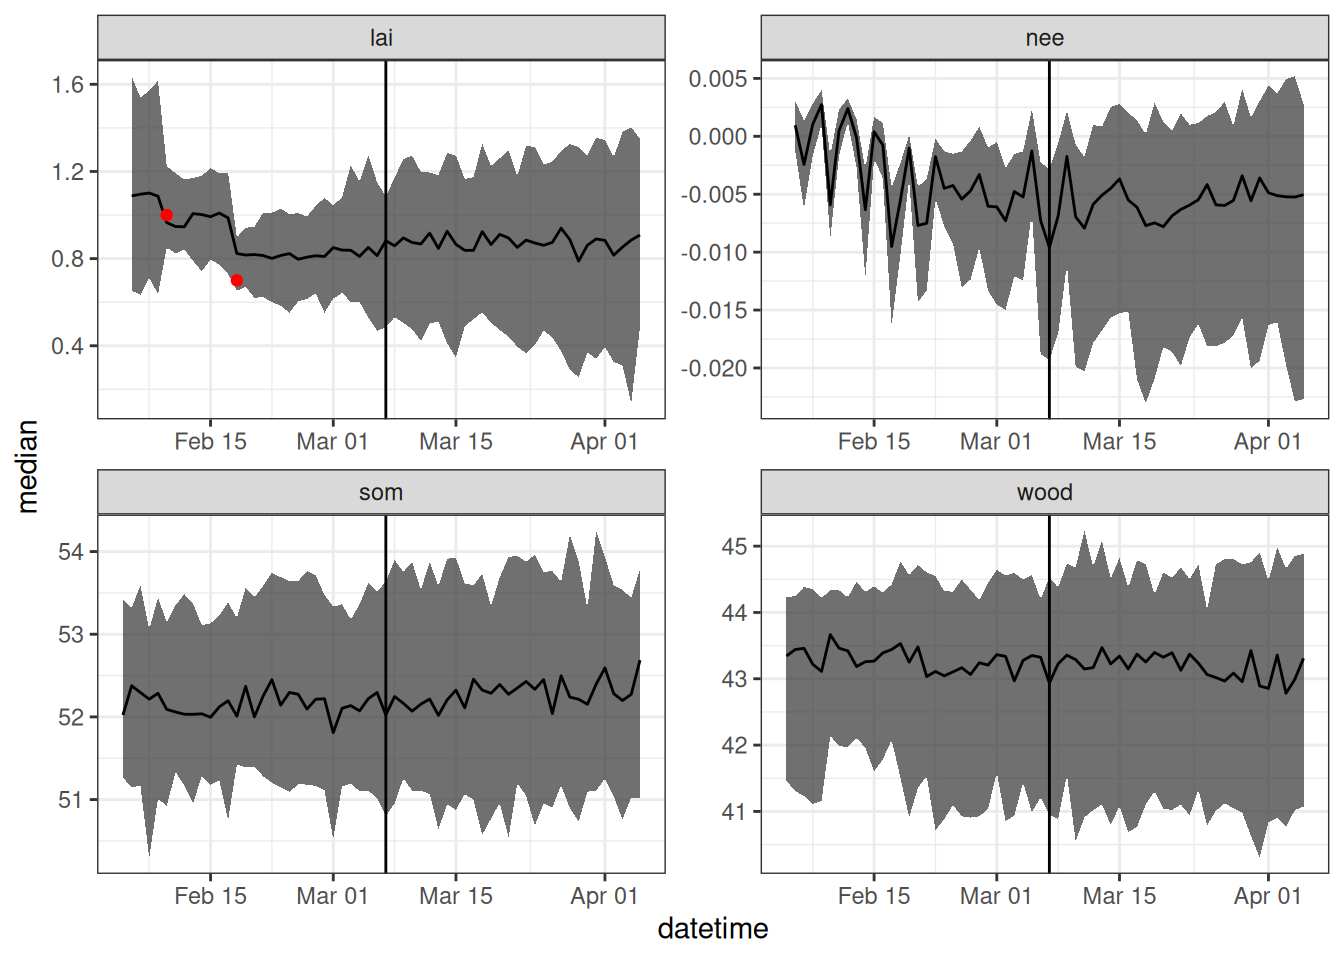 lai
nee
1.6
1.2
0.8
0.4
0.005
0.000
-0.005
-0.010
-0.015
-0.020
Feb 15 Mar 01 Mar 15 Apr 01
Feb 15 Mar 01 Mar 15 Apr 01
median
som
wood
54
53
52
51
45
44
43
42
41
Feb 15 Mar 01 Mar 15 Apr 01
Feb 15 Mar 01 Mar 15 Apr 01
datetime